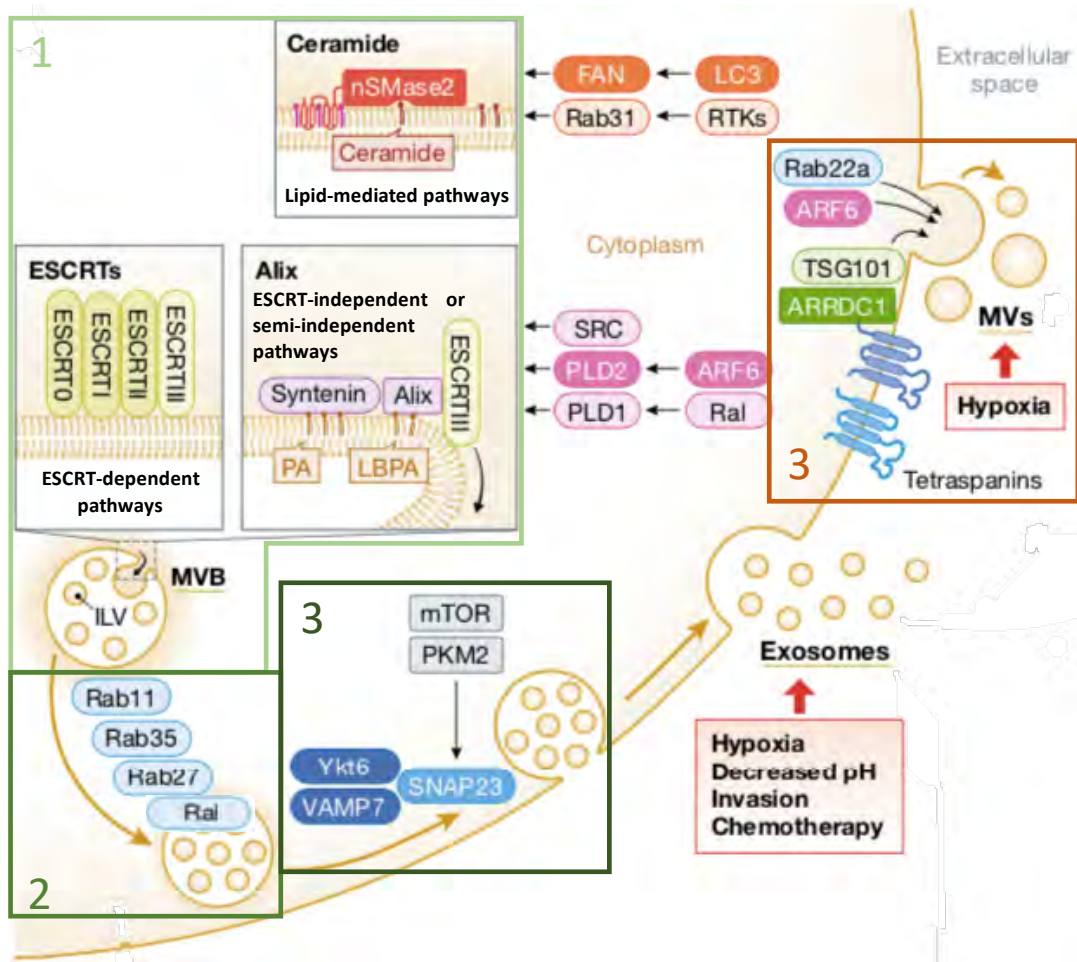 1
Ceramide
nSMase2
Ceramide
Lipid-mediated pathways
FAN
LC3
Rab31
RTKs
Extracellular
space
Cytoplasm
ESCRTs
ESCRT0
ESCRTI
ESCRTII
ESCRTIII
ESCRT-dependent
pathways
Alix
ESCRT-independent or
semi-independent
pathways
Syntenin
Alix
ESCRTIII
PA
LBPA
SRC
PLD2
ARF6
PLD1
Ral
Rab22a
ARF6
TSG101
ARRDC1
MVs
Hypoxia
3
Tetraspanins
MVB
ILV
2
Rab11
Rab35
Rab27
Ral
3
mTOR
PKM2
Ykt6
VAMP7
SNAP23
Exosomes
Hypoxia
Decreased pH
Invasion
Chemotherapy